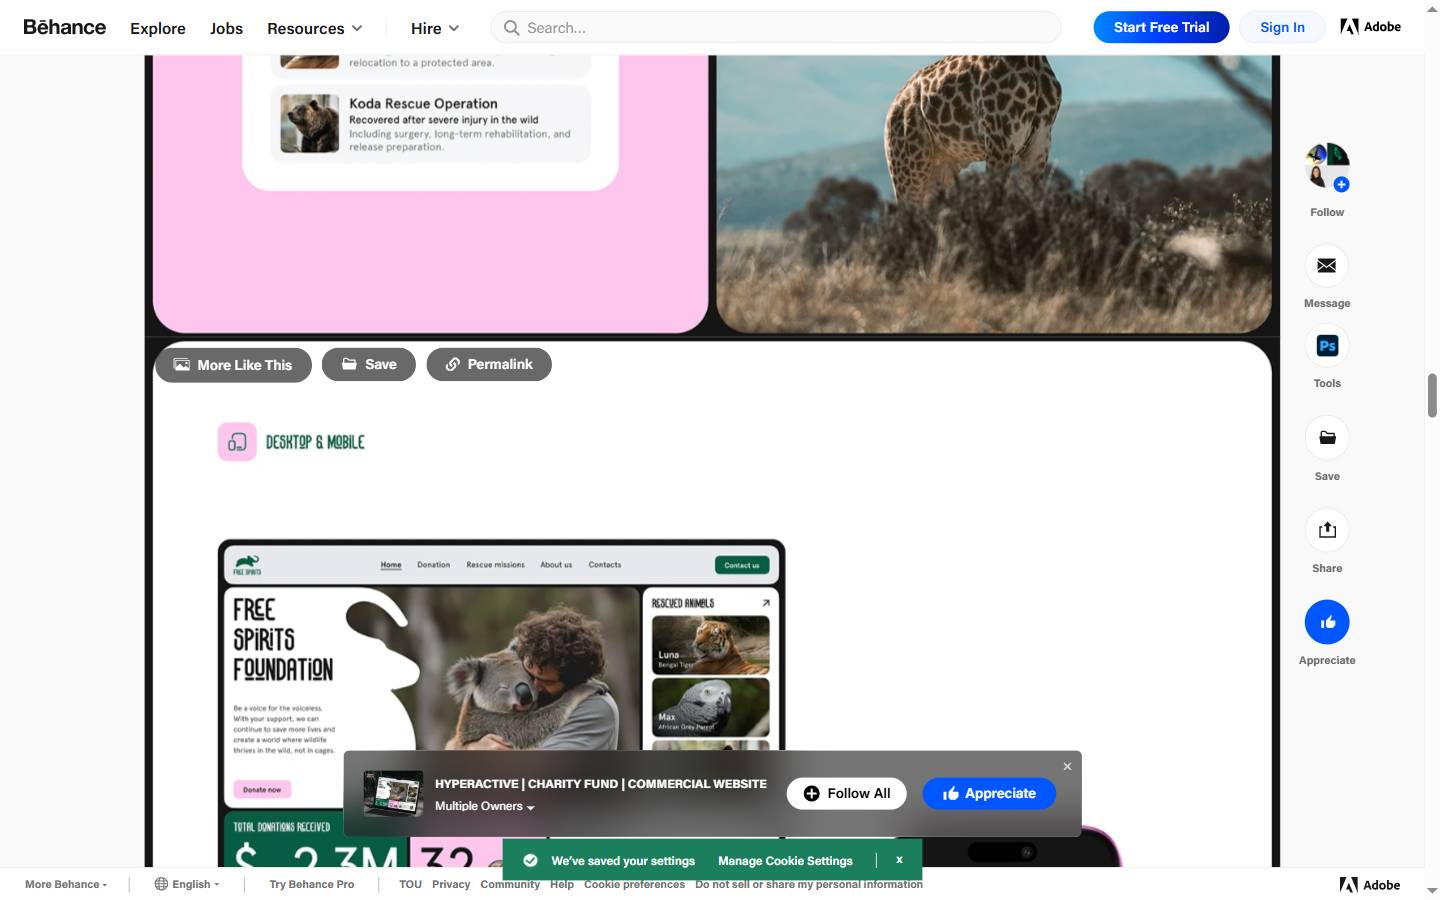 Bēhance
Explore
Jobs
Resources
Hire
Search...
Start Free Trial
Sign In
Adobe
relocation to a protected area.
Koda Rescue Operation
Recovered after severe injury in the wild
Including surgery, long-term rehabilitation, and
release preparation.
Follow
Message
Ps
Tools
Save
Share
Appreciate
More Like This
Save
Permalink
DESKTOP & MOBILE
FREE SPIRITS
Home
Donation
Rescue missions
About us
Contacts
Contact us
FREE
SPIRITS
FOUNDATION
Be a voice for the voiceless.
With your support, we can
continue to save more lives and
create a world where wildlife
thrives in the wild, not in cages.
Donate now
RESCUED ANIMALS
Luna
Bengal Tiger
Max
African Grey Parrot
TOTAL DONATIONS RECEIVED
$ 2.3M
32
HYPERACTIVE | CHARITY FUND | COMMERCIAL WEBSITE
Multiple Owners
Follow All
Appreciate
We've saved your settings
Manage Cookie Settings
x
More Behance
English
Try Behance Pro
TOU
Privacy
Community
Help
Cookie preferences
Do not sell or share my personal information
Adobe